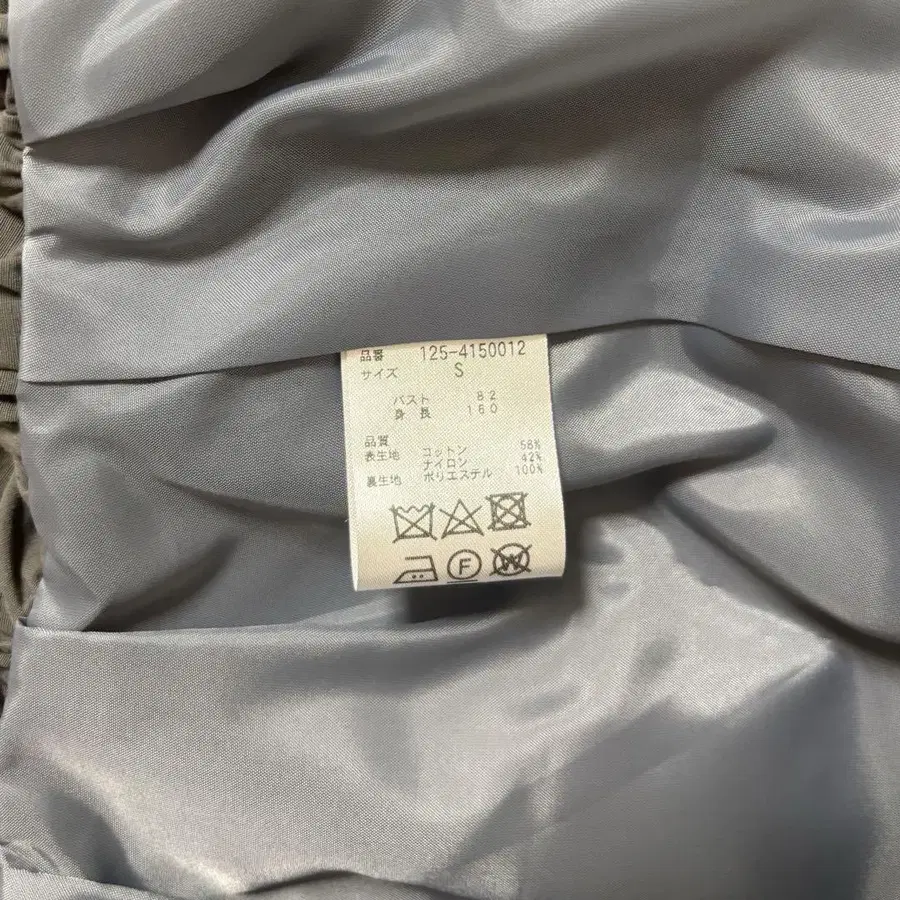 品番 125-4150012
サイズ S
バスト 82
身長 160
品質
表生地 コットン 58%
ナイロン 42%
裏生地 ポリエステル 100%
F
W